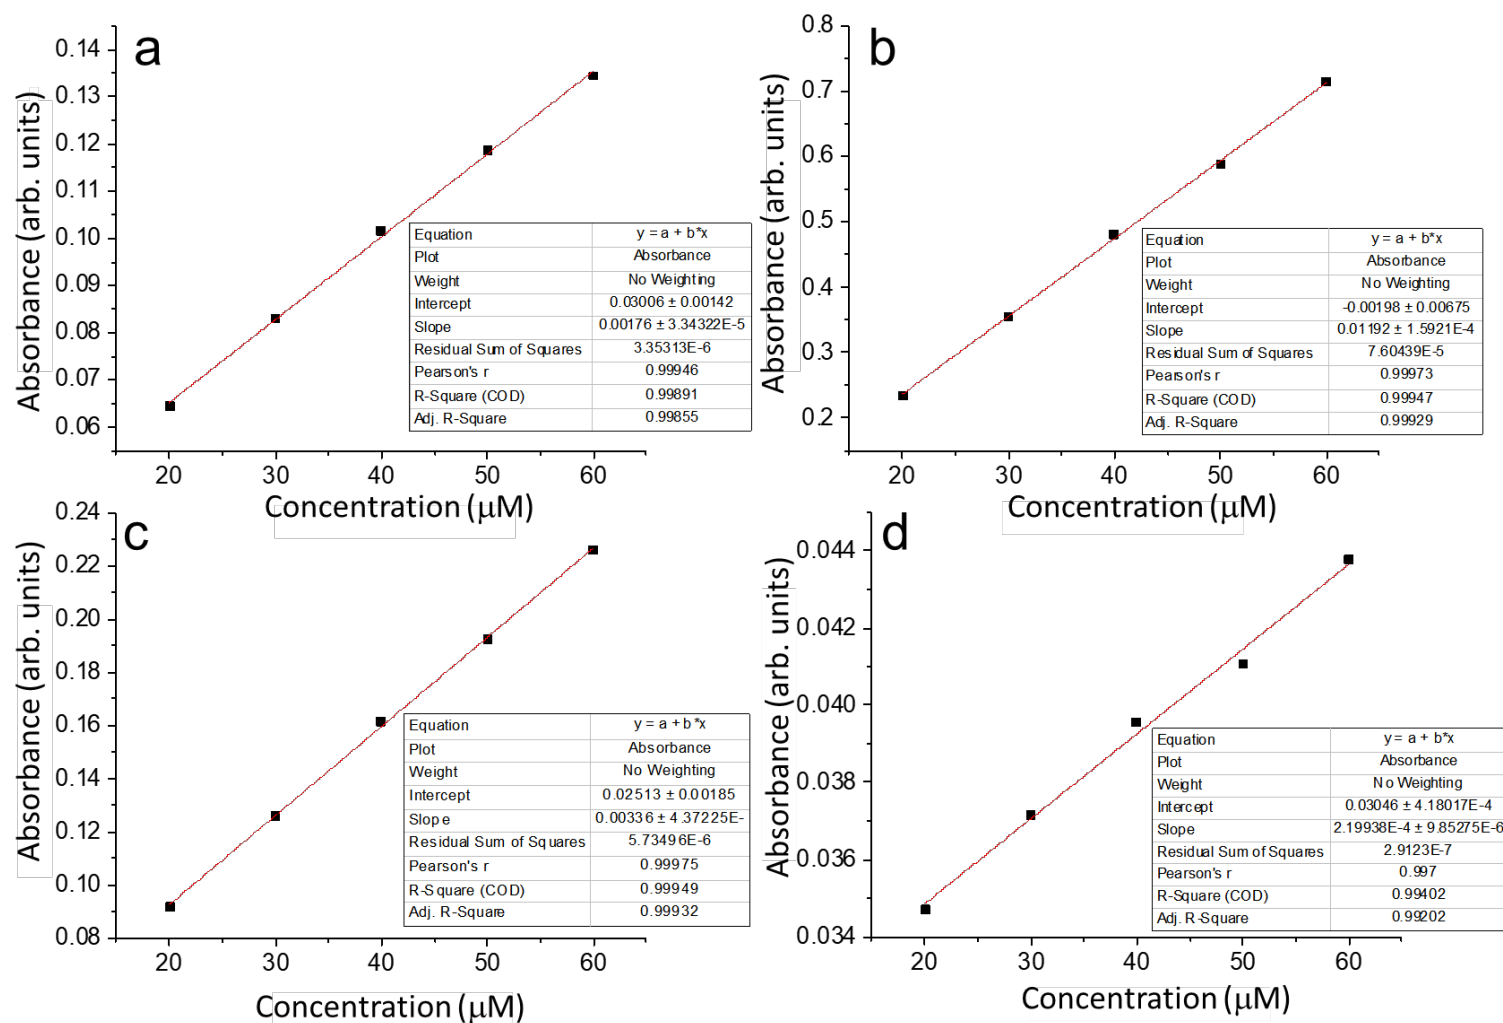 a
0.14
0.13
0.12
0.11
0.10
0.09
0.08
0.07
0.06
Absorbance (arb. units)
20 30 40 50 60
Concentration (μM)
Equation y = a + b*x
Plot Absorbance
Weight No Weighting
Intercept 0.03006 ± 0.00142
Slope 0.00176 ± 3.34322E-5
Residual Sum of Squares 3.35313E-6
Pearson's r 0.99946
R-Square (COD) 0.99891
Adj. R-Square 0.99855
b
0.8
0.7
0.6
0.5
0.4
0.3
0.2
Absorbance (arb. units)
20 30 40 50 60
Concentration (μM)
Equation y = a + b*x
Plot Absorbance
Weight No Weighting
Intercept -0.00198 ± 0.00675
Slope 0.01192 ± 1.5921E-4
Residual Sum of Squares 7.60439E-5
Pearson's r 0.99973
R-Square (COD) 0.99947
Adj. R-Square 0.99929
c
0.24
0.22
0.20
0.18
0.16
0.14
0.12
0.10
0.08
Absorbance (arb. units)
20 30 40 50 60
Concentration (μM)
Equation y = a + b*x
Plot Absorbance
Weight No Weighting
Intercept 0.02513 ± 0.00185
Slope 0.00336 ± 4.37225E-
Residual Sum of Squares 5.73496E-6
Pearson's r 0.99975
R-Square (COD) 0.99949
Adj. R-Square 0.99932
d
0.044
0.042
0.040
0.038
0.036
0.034
Absorbance (arb. units)
20 30 40 50 60
Concentration (μM)
Equation y = a + b*x
Plot Absorbance
Weight No Weighting
Intercept 0.03046 ± 4.18017E-4
Slope 2.19938E-4 ± 9.85275E-6
Residual Sum of Squares 2.9123E-7
Pearson's r 0.997
R-Square (COD) 0.99402
Adj. R-Square 0.99202